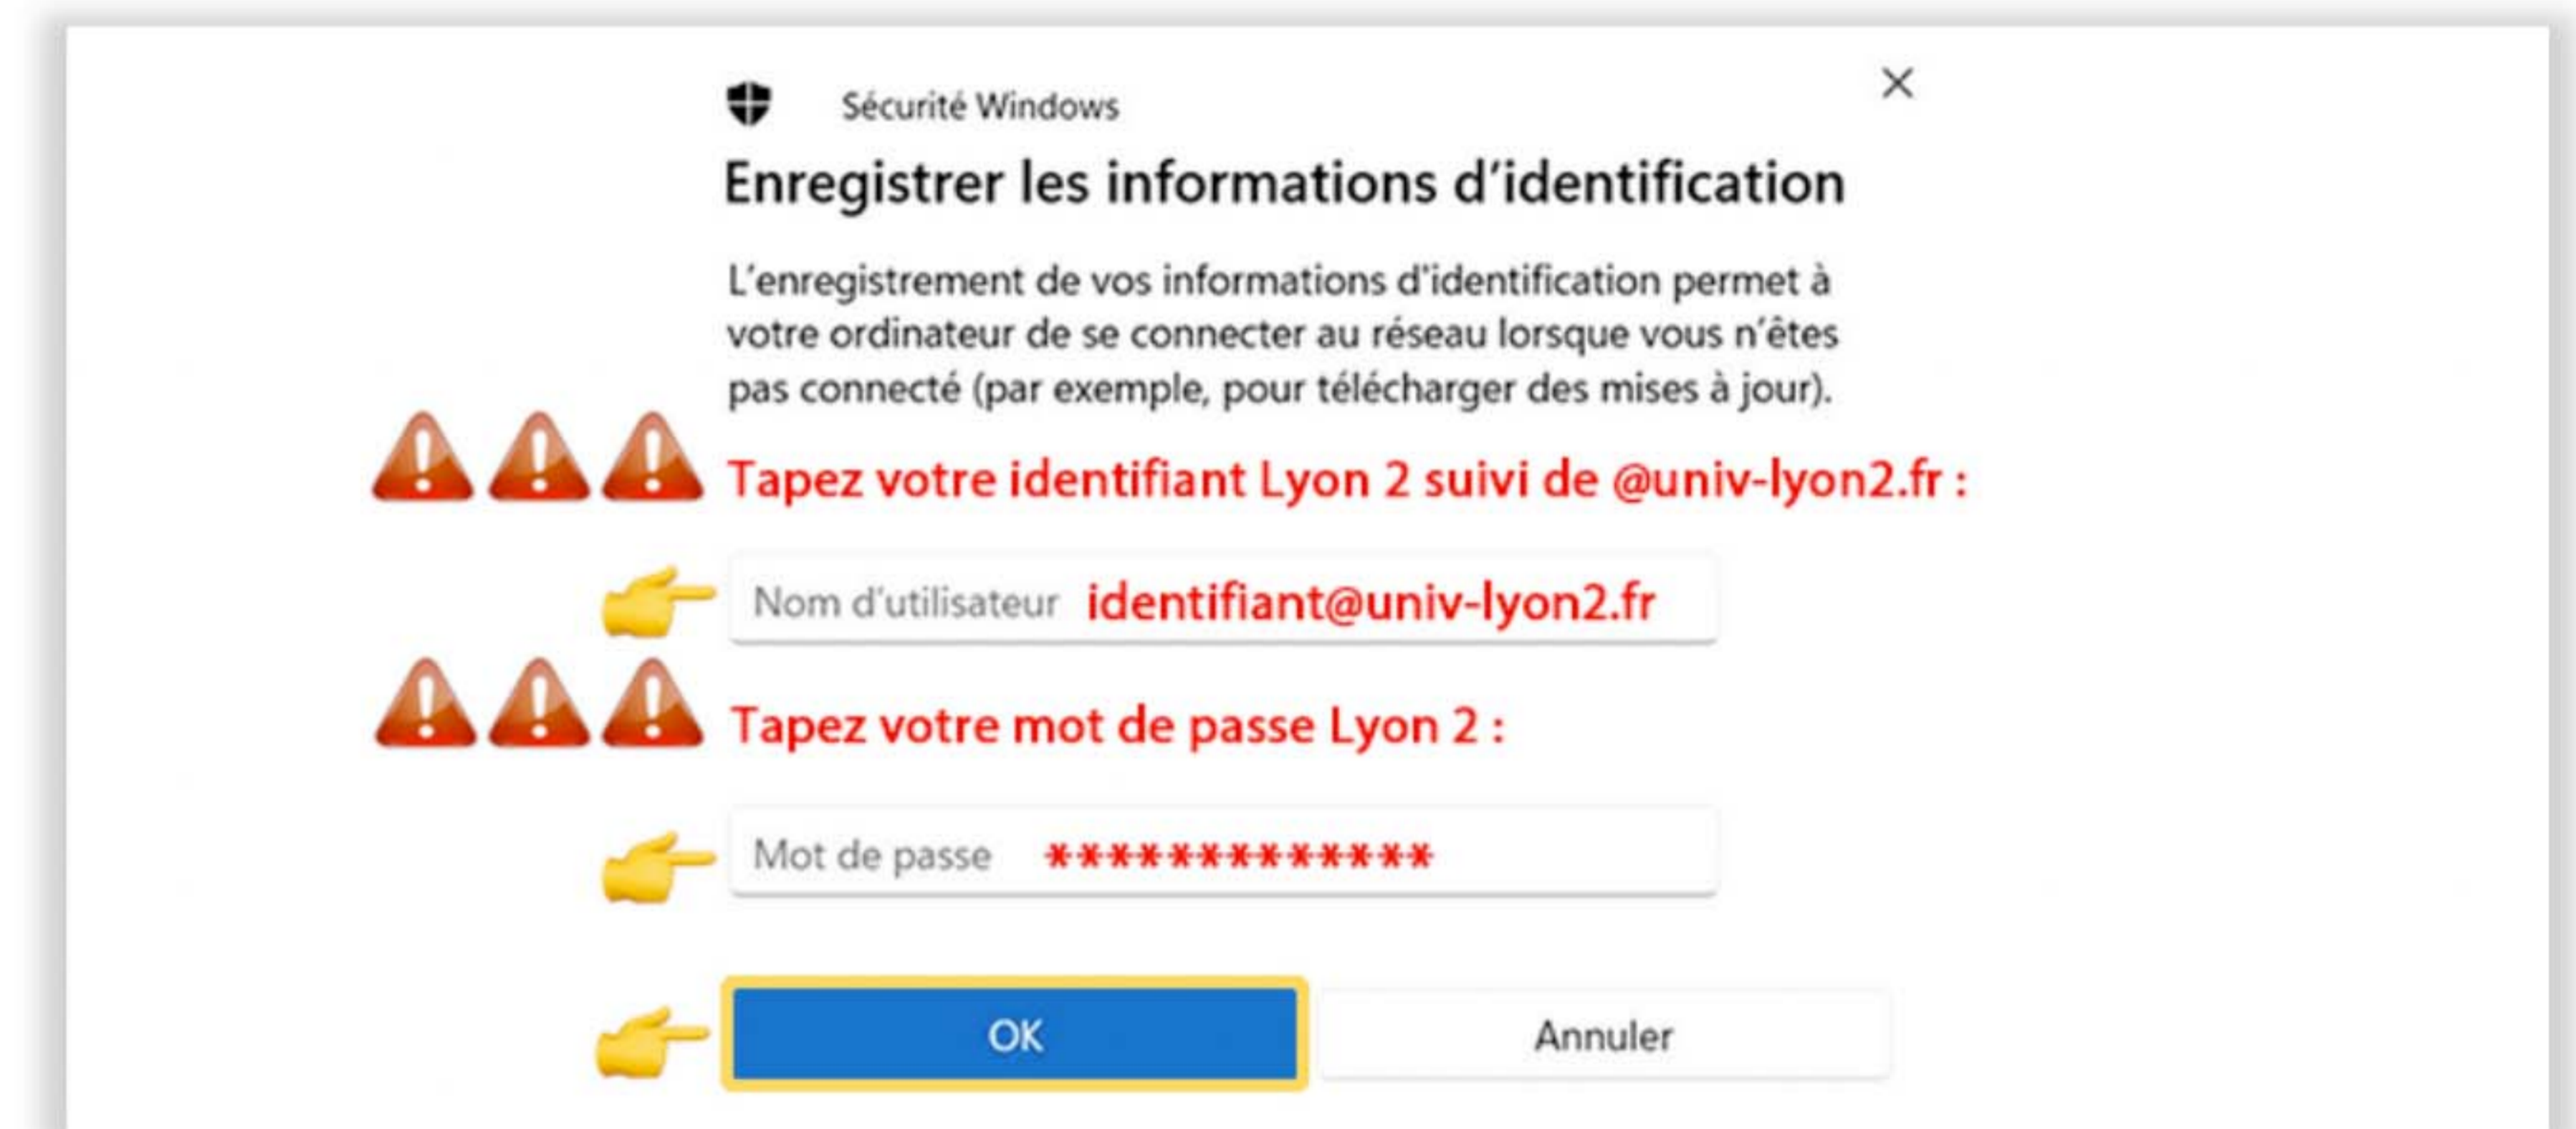 Sécurité Windows
Enregistrer les informations d’identification
L’enregistrement de vos informations d'identification permet à
votre ordinateur de se connecter au réseau lorsque vous n’êtes
pas connecté (par exemple, pour télécharger des mises à jour).
Tapez votre identifiant Lyon 2 suivi de @univ-lyon2.fr :
Nom d'utilisateur identifiant@univ-lyon2.fr
Tapez votre mot de passe Lyon 2 :
Mot de passe *************
OK Annuler